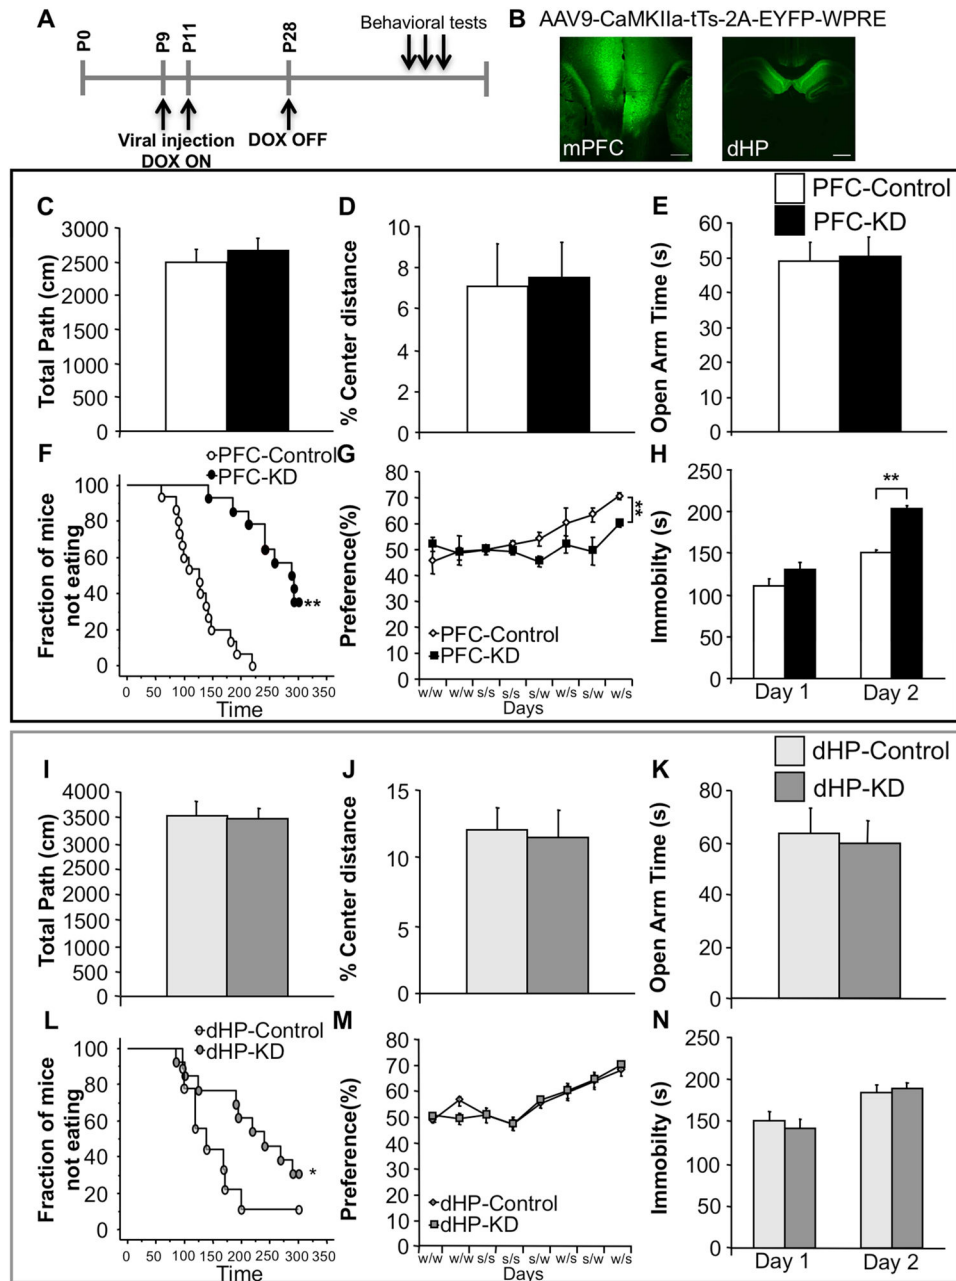 A
P0
P9
P11
P28
Behavioral tests
Viral injection
DOX ON
DOX OFF
B
AAV9-CaMKIIa-tTs-2A-EYFP-WPRE
mPFC
dHP
PFC-Control
PFC-KD
C
Total Path (cm)
3000
2500
2000
1500
1000
500
0
D
% Center distance
10
8
6
4
2
0
E
Open Arm Time (s)
60
50
40
30
20
10
0
F
PFC-Control
PFC-KD
Fraction of mice
not eating
100
80
60
40
20
0
**
0 50 100 150 200 250 300 350
Time
G
Preference(%)
80
70
60
50
40
30
20
10
0
**
PFC-Control
PFC-KD
w/w w/w s/s s/s s/w w/s s/w w/s
Days
H
Immobilty (s)
250
200
150
100
50
0
**
Day 1 Day 2
dHP-Control
dHP-KD
I
Total Path (cm)
4000
3500
3000
2500
2000
1500
1000
500
0
J
% Center distance
15
10
5
0
K
Open Arm Time (s)
80
60
40
20
0
L
dHP-Control
dHP-KD
Fraction of mice
not eating
100
80
60
40
20
0
*
0 50 100 150 200 250 300 350
Time
M
Preference(%)
80
70
60
50
40
30
20
10
0
dHP-Control
dHP-KD
w/w w/w s/s s/s s/w w/s s/w w/s
Days
N
Immobilty (s)
250
200
150
100
50
0
Day 1 Day 2